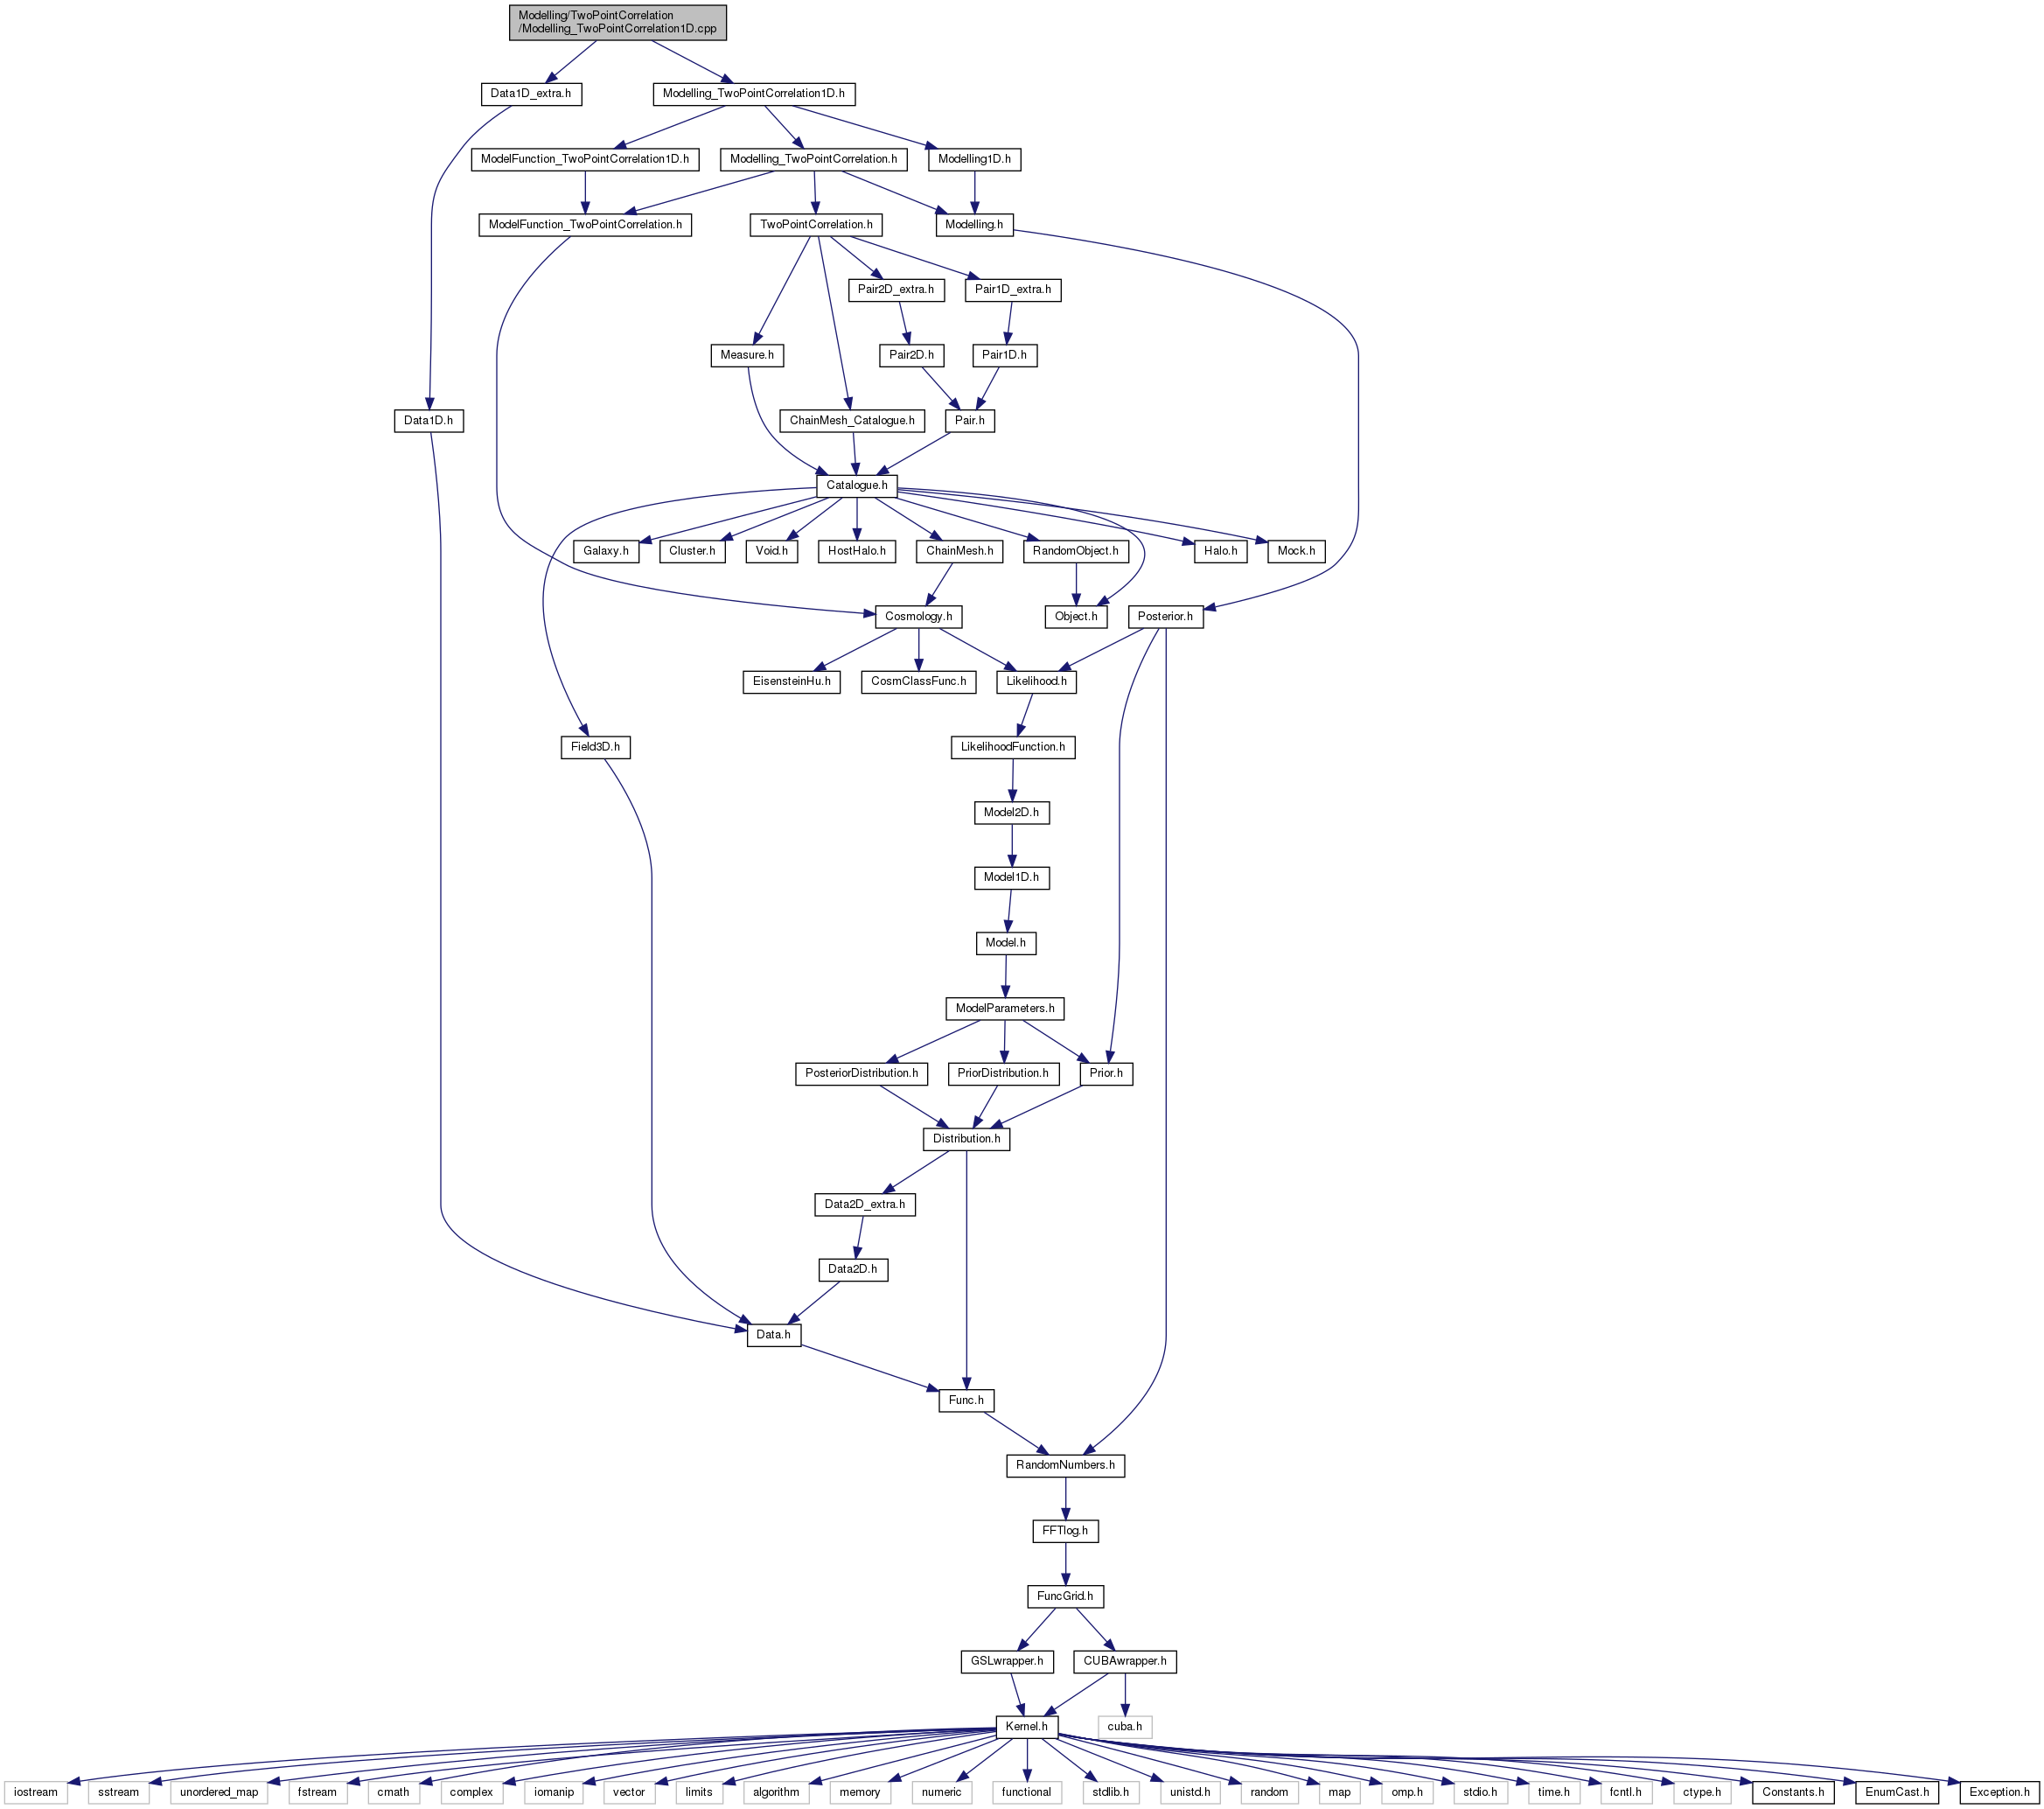 Modelling/TwoPointCorrelation
/Modelling_TwoPointCorrelation1D.cpp
Data1D_extra.h
Modelling_TwoPointCorrelation1D.h
ModelFunction_TwoPointCorrelation1D.h
Modelling_TwoPointCorrelation.h
Modelling1D.h
ModelFunction_TwoPointCorrelation.h
TwoPointCorrelation.h
Modelling.h
Pair2D_extra.h
Pair1D_extra.h
Measure.h
Pair2D.h
Pair1D.h
Data1D.h
ChainMesh_Catalogue.h
Pair.h
Catalogue.h
Galaxy.h
Cluster.h
Void.h
HostHalo.h
ChainMesh.h
RandomObject.h
Halo.h
Mock.h
Cosmology.h
Object.h
Posterior.h
EisensteinHu.h
CosmClassFunc.h
Likelihood.h
Field3D.h
LikelihoodFunction.h
Model2D.h
Model1D.h
Model.h
ModelParameters.h
PosteriorDistribution.h
PriorDistribution.h
Prior.h
Distribution.h
Data2D_extra.h
Data2D.h
Data.h
Func.h
RandomNumbers.h
FFTlog.h
FuncGrid.h
GSLwrapper.h
CUBAwrapper.h
Kernel.h
cuba.h
iostream
sstream
unordered_map
fstream
cmath
complex
iomanip
vector
limits
algorithm
memory
numeric
functional
stdlib.h
unistd.h
random
map
omp.h
stdio.h
time.h
fcntl.h
ctype.h
Constants.h
EnumCast.h
Exception.h